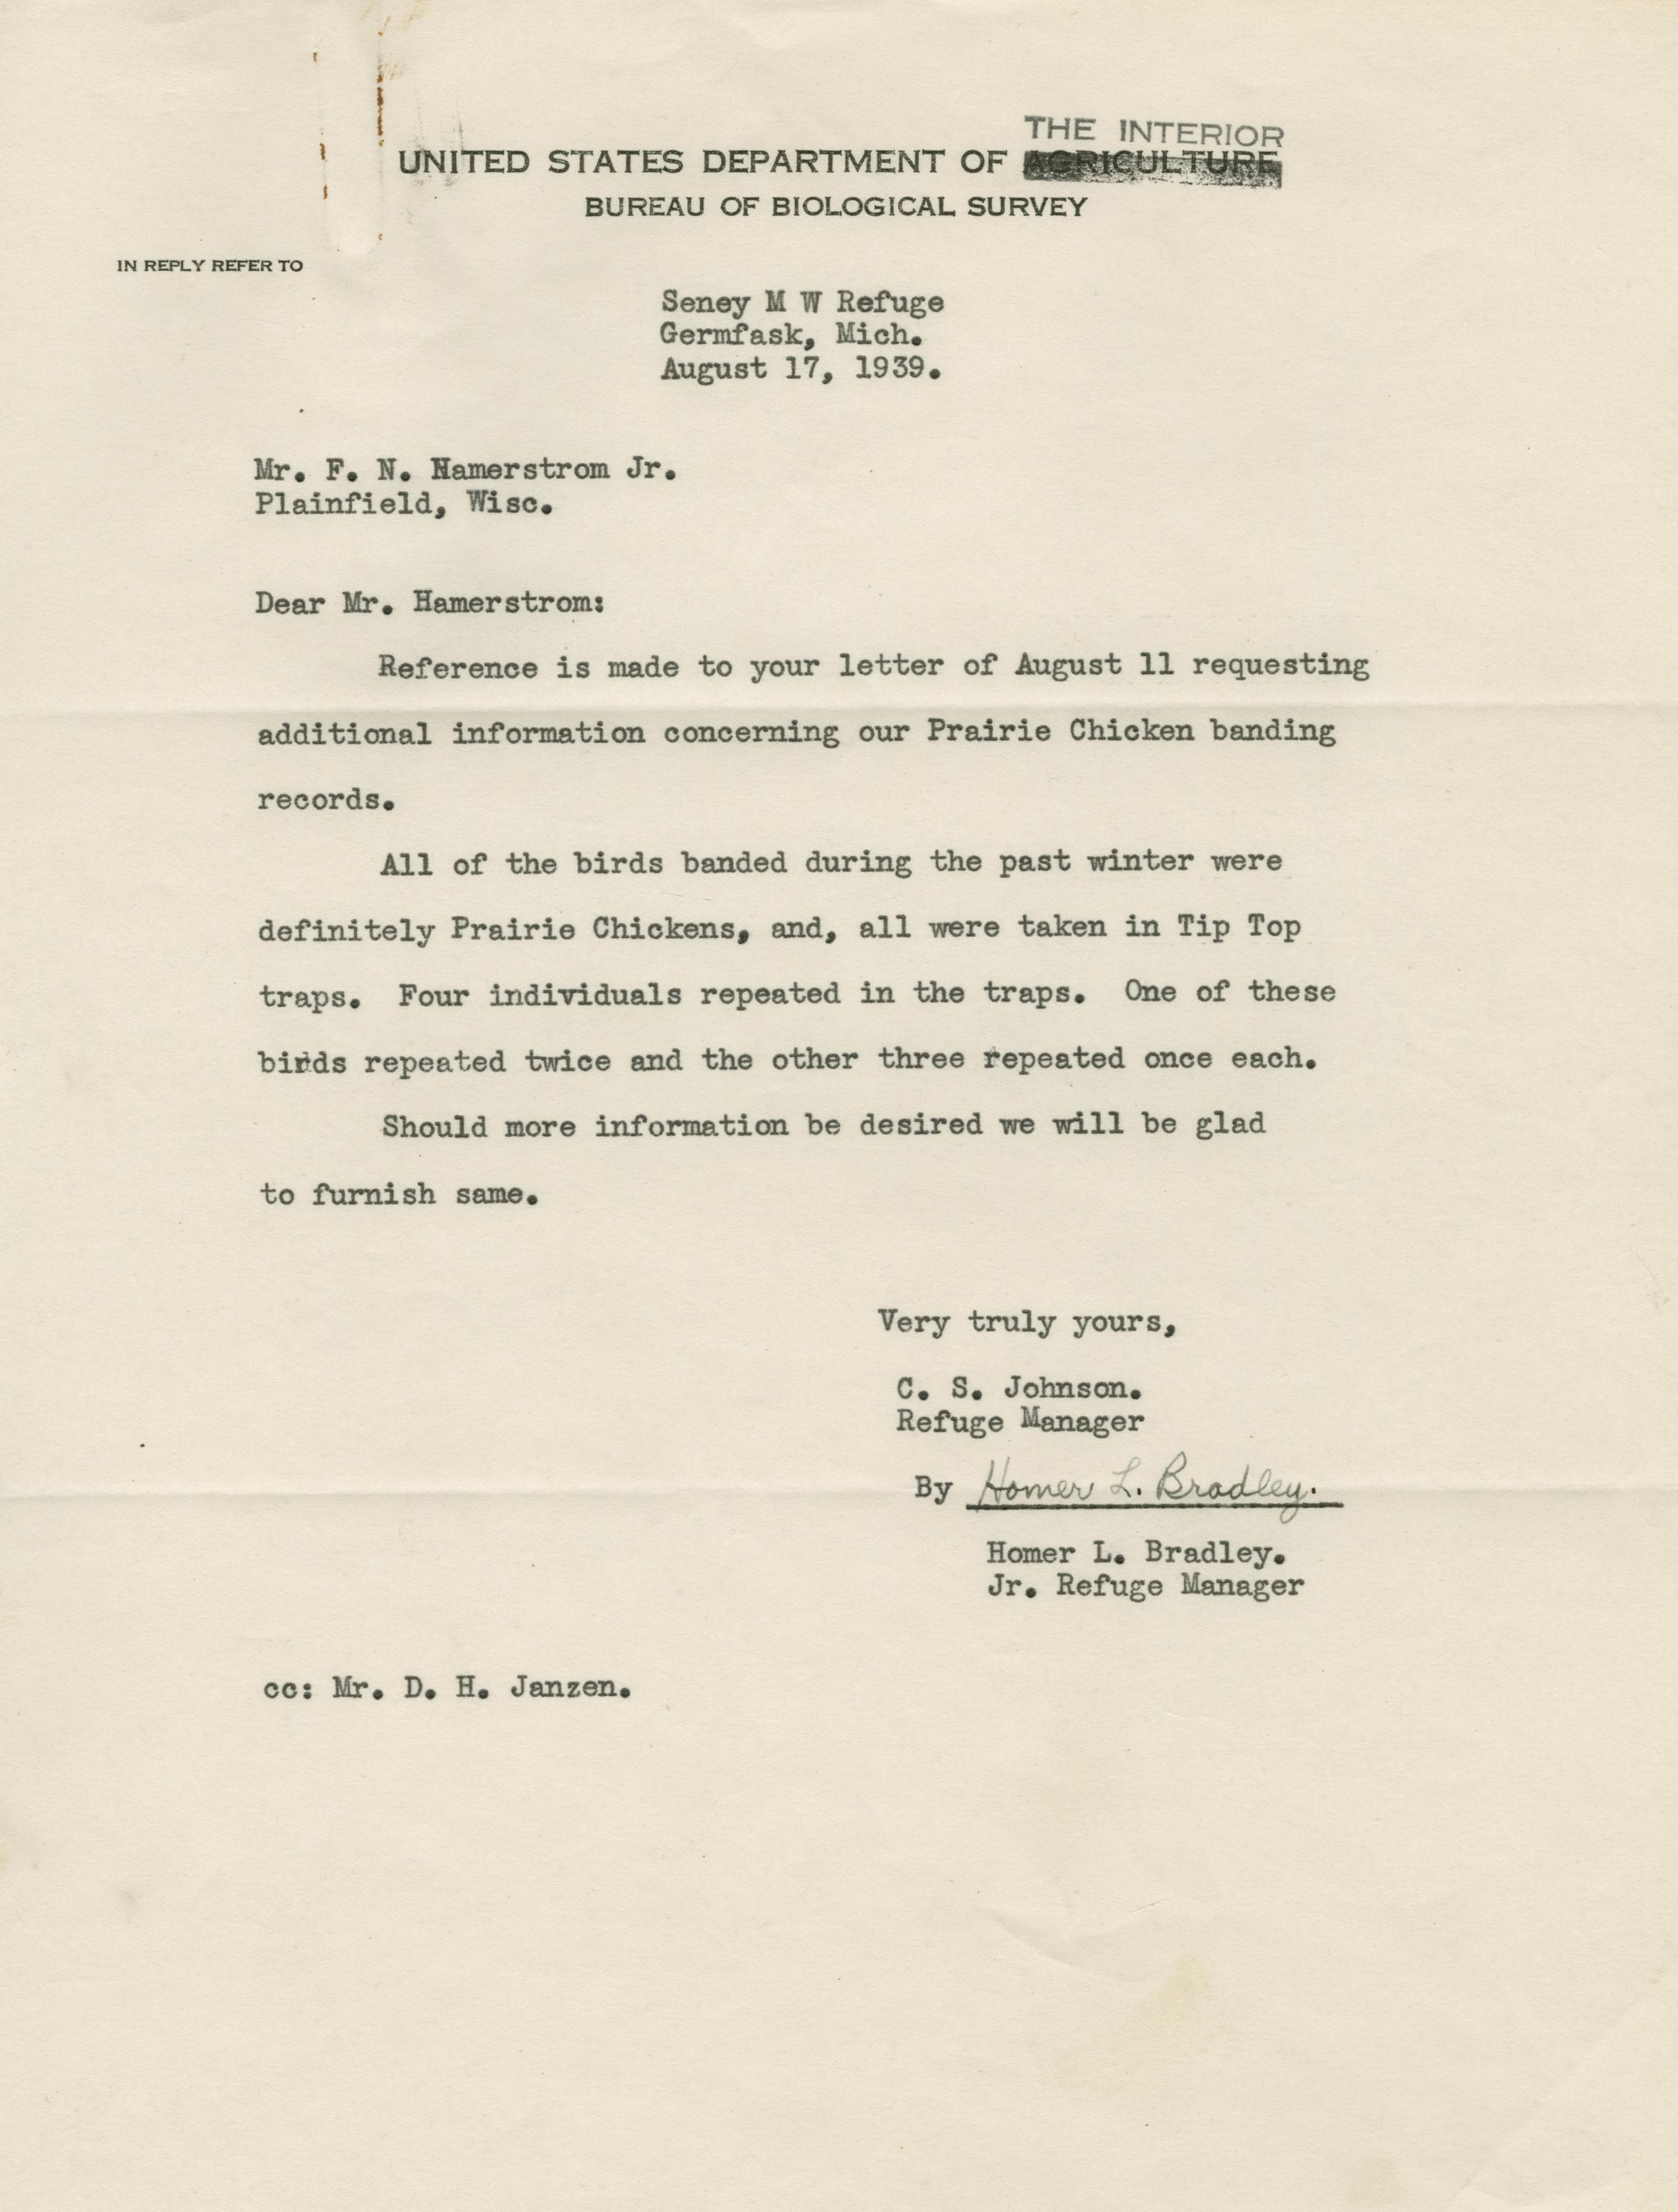 THE INTERIOR
UNITED STATES DEPARTMENT OF AGRICULTURE
BUREAU OF BIOLOGICAL SURVEY
IN REPLY REFER TO
Seney M W Refuge
Germfask, Mich.
August 17, 1939.
Mr. F. N. Hamerstrom Jr.
Plainfield, Wisc.
Dear Mr. Hamerstrom:
Reference is made to your letter of August 11 requesting
additional information concerning our Prairie Chicken banding
records.
All of the birds banded during the past winter were
definitely Prairie Chickens, and, all were taken in Tip Top
traps. Four individuals repeated in the traps. One of these
birds repeated twice and the other three repeated once each.
Should more information be desired we will be glad
to furnish same.
Very truly yours,
C. S. Johnson.
Refuge Manager
By Homer L. Bradley.
Homer L. Bradley.
Jr. Refuge Manager
cc: Mr. D. H. Janzen.